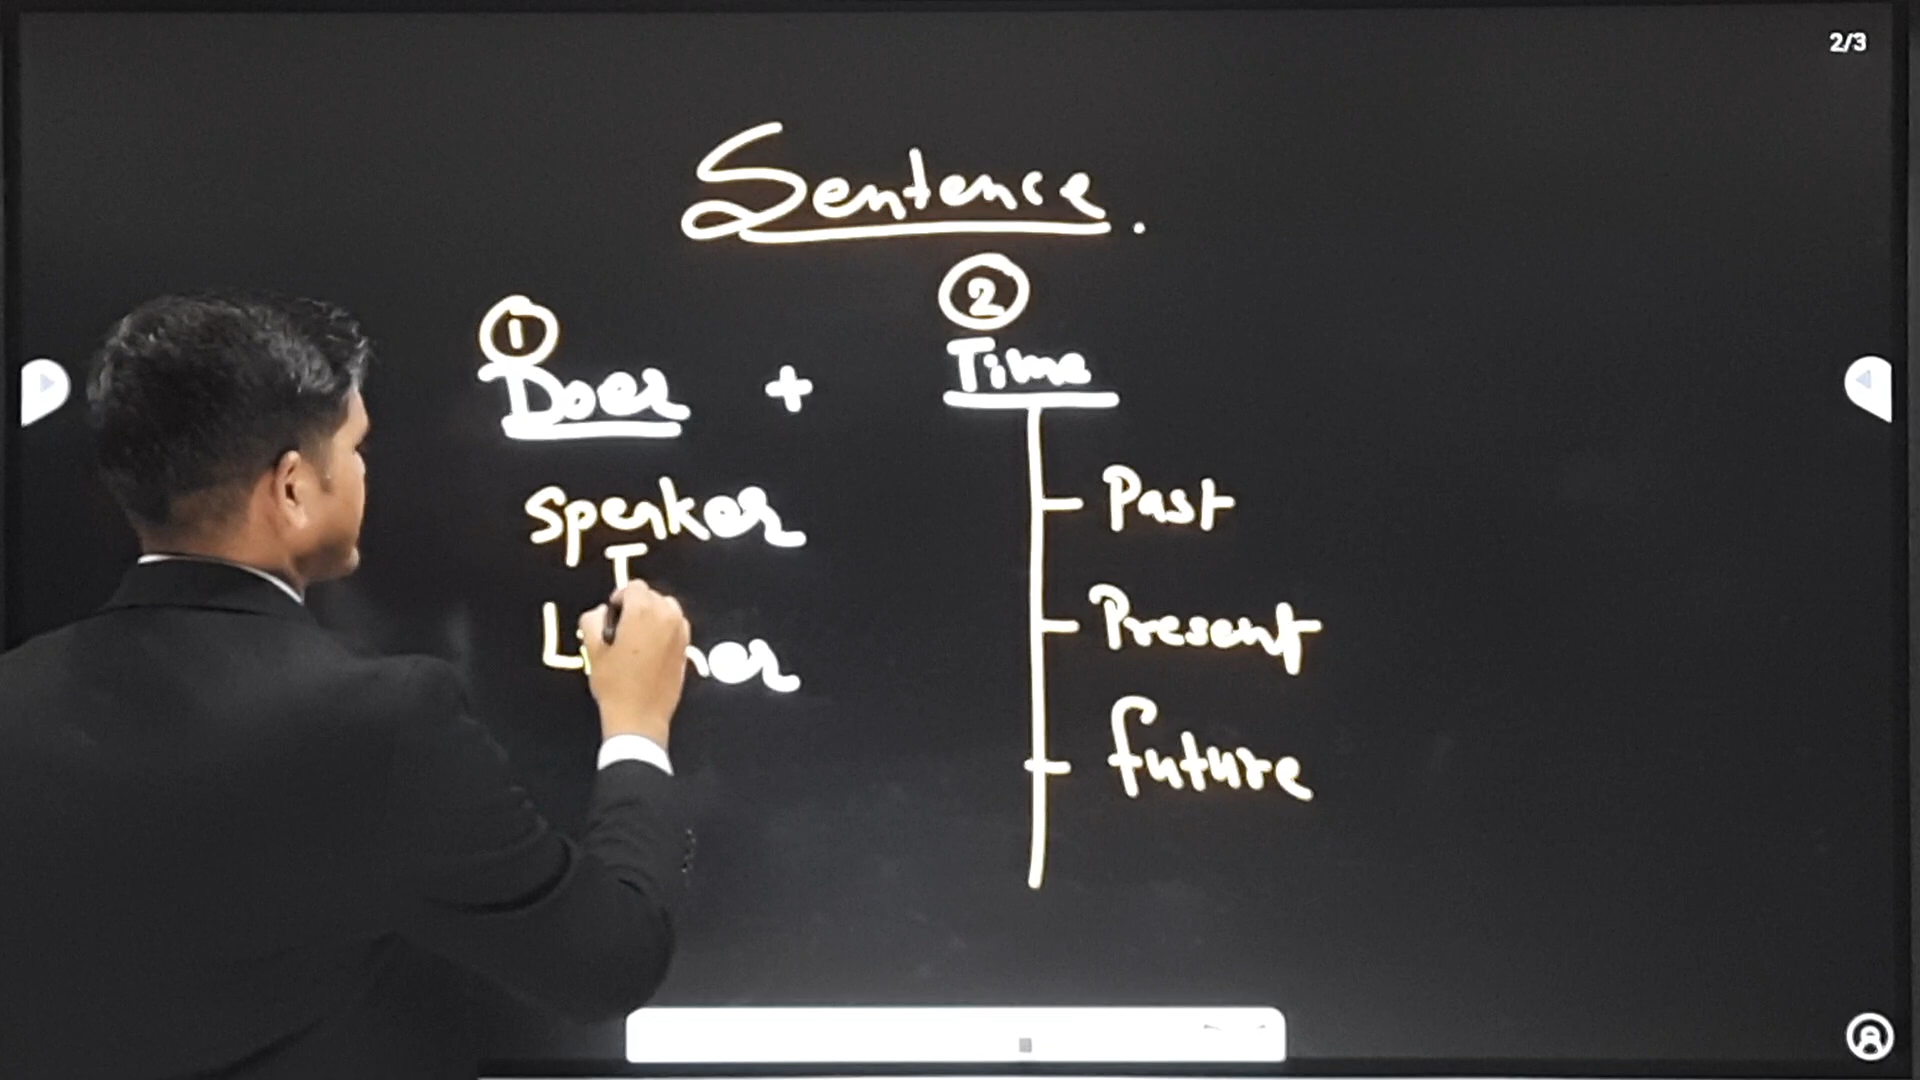 2/3
Sentence.
① ②
Doer + Time
Speaker Past
I
Present
future